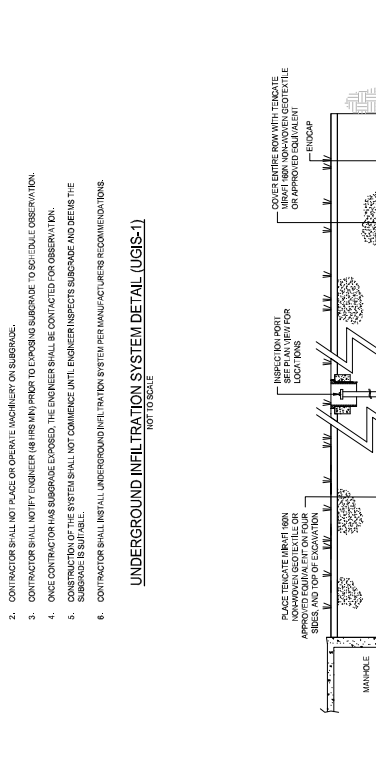 2. CONTRACTOR SHALL NOT PLACE OR OPERATE MACHINERY ON SUBGRADE.
3. CONTRACTOR SHALL NOTIFY ENGINEER (48 HRS MIN) PRIOR TO EXPOSING SUBGRADE TO SCHEDULE OBSERVATION.
4. ONCE CONTRACTOR HAS SUBGRADE EXPOSED, THE ENGINEER SHALL BE CONTACTED FOR OBSERVATION.
5. CONSTRUCTION OF THE SYSTEM SHALL NOT COMMENCE UNTIL ENGINEER INSPECTS SUBGRADE AND DEEMS THE
SUBGRADE IS SUITABLE.
6. CONTRACTOR SHALL INSTALL UNDERGROUND INFILTRATION SYSTEM PER MANUFACTURERS RECOMMENDATIONS.
UNDERGROUND INFILTRATION SYSTEM DETAIL (UGIS-1)
NOT TO SCALE
PLACE TENCATE MIRAFI 160N
NON-WOVEN GEOTEXTILE OR
APPROVED EQUIVALENT ON FOUR
SIDES, AND TOP OF EXCAVATION
INSPECTION PORT
SEE PLAN VIEW FOR
LOCATIONS
COVER ENTIRE ROW WITH TENCATE
MIRAFI 160N NON-WOVEN GEOTEXTILE
OR APPROVED EQUIVALENT
ENDCAP
MANHOLE